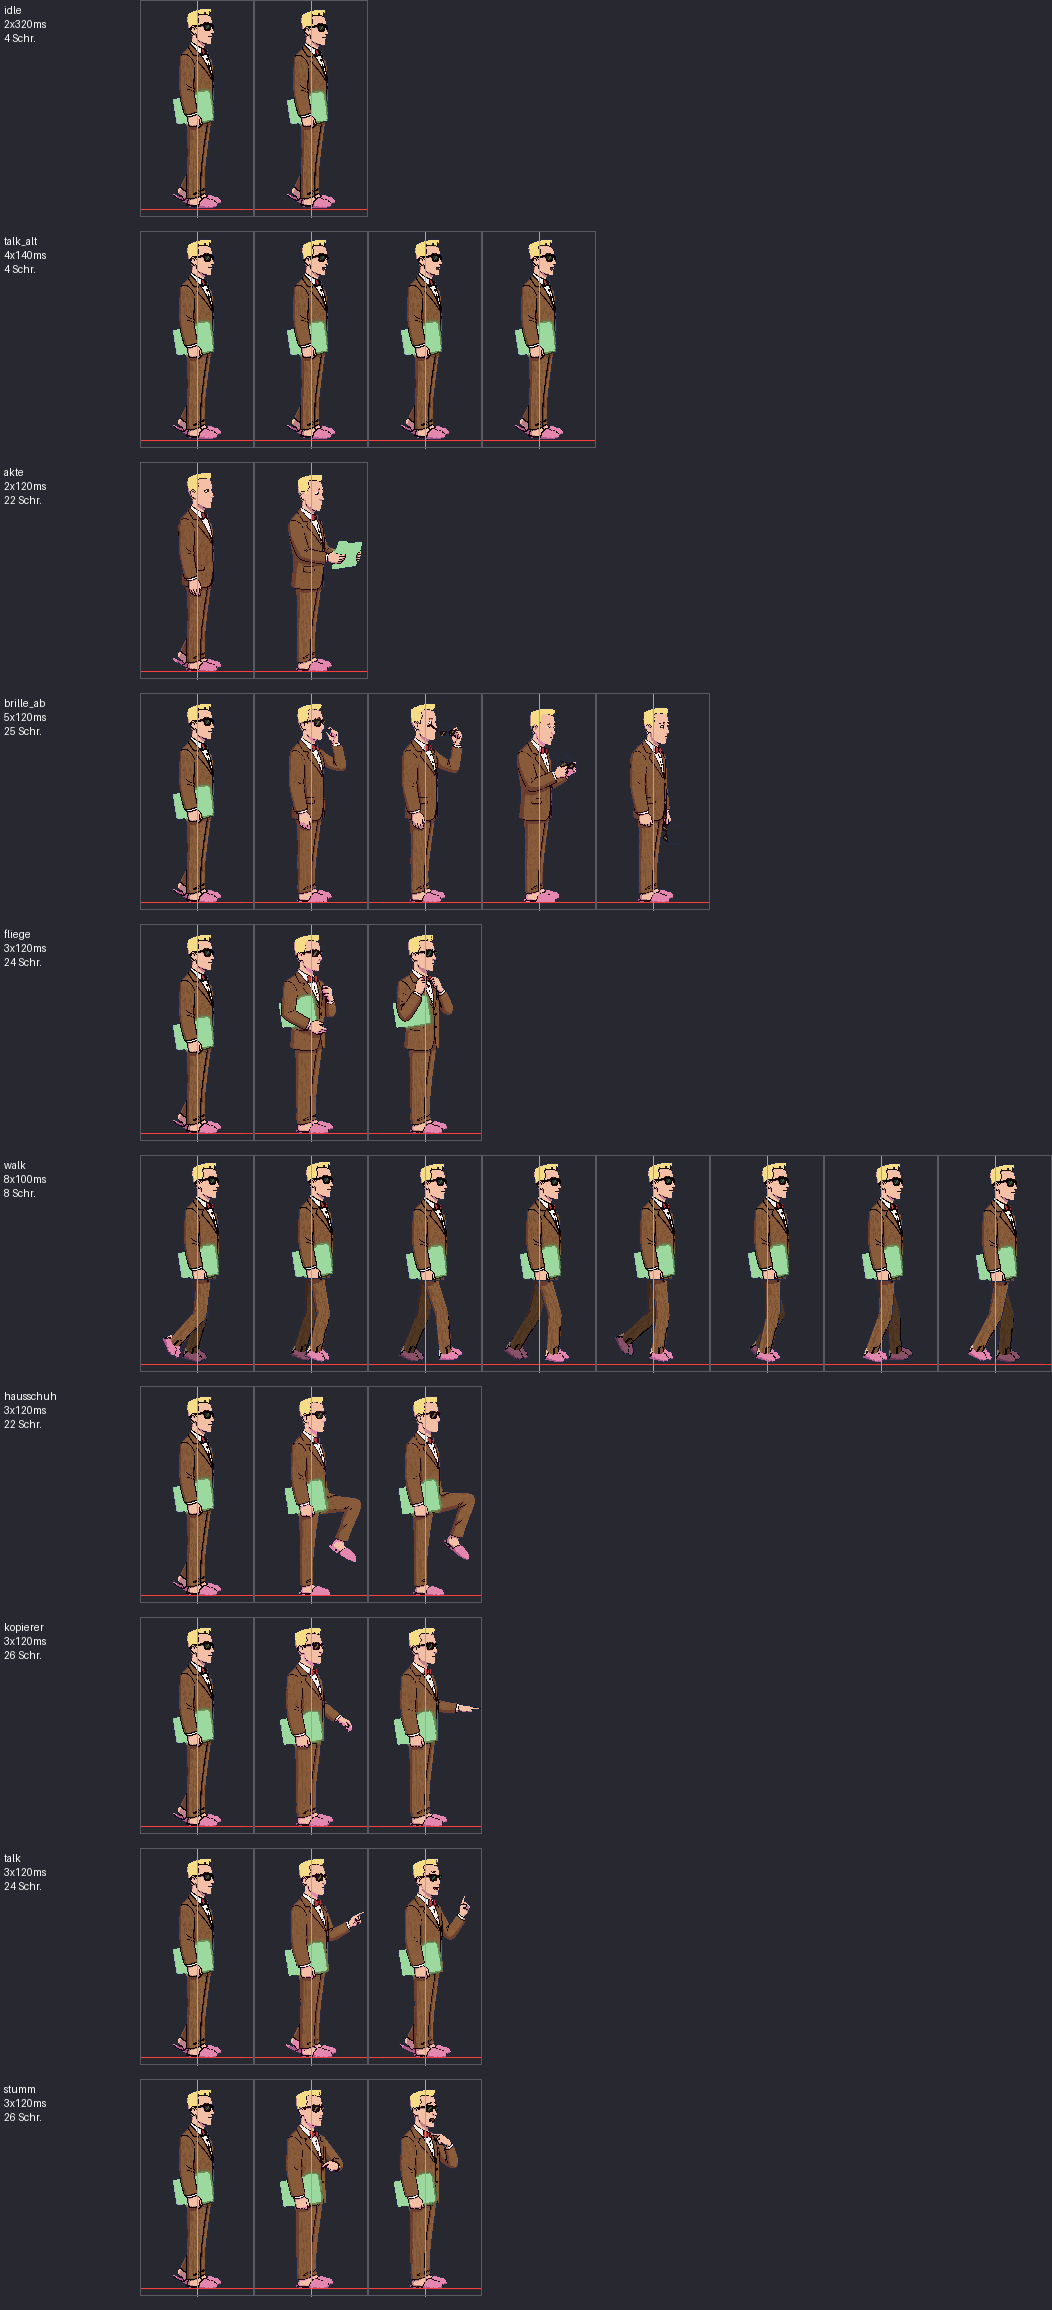 idle
2x320ms
4 Schr.
talk_alt
4x140ms
4 Schr.
akte
2x120ms
22 Schr.
brille_ab
5x120ms
25 Schr.
fliege
3x120ms
24 Schr.
walk
8x100ms
8 Schr.
hausschuh
3x120ms
22 Schr.
kopierer
3x120ms
26 Schr.
talk
3x120ms
24 Schr.
stumm
3x120ms
26 Schr.